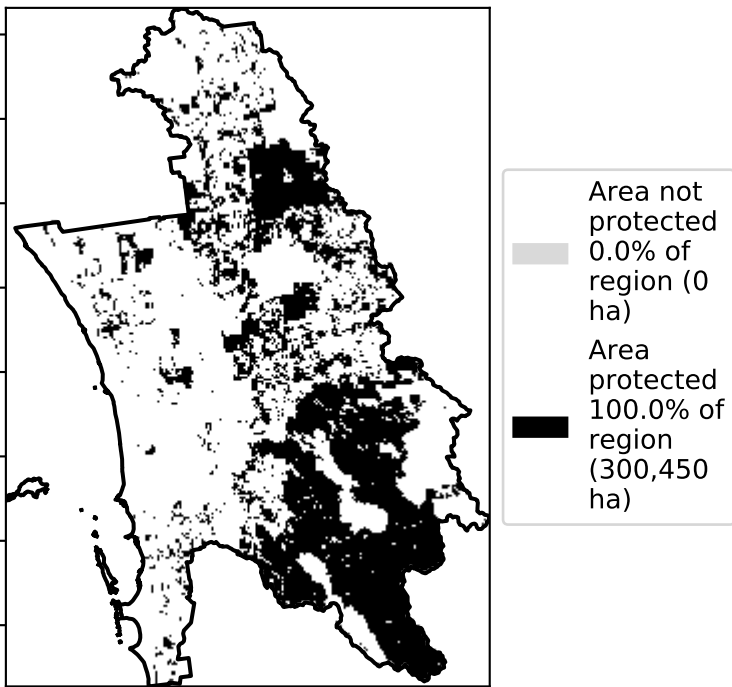 Area not
protected
0.0% of
region (0
ha)
Area
protected
100.0% of
region
(300,450
ha)